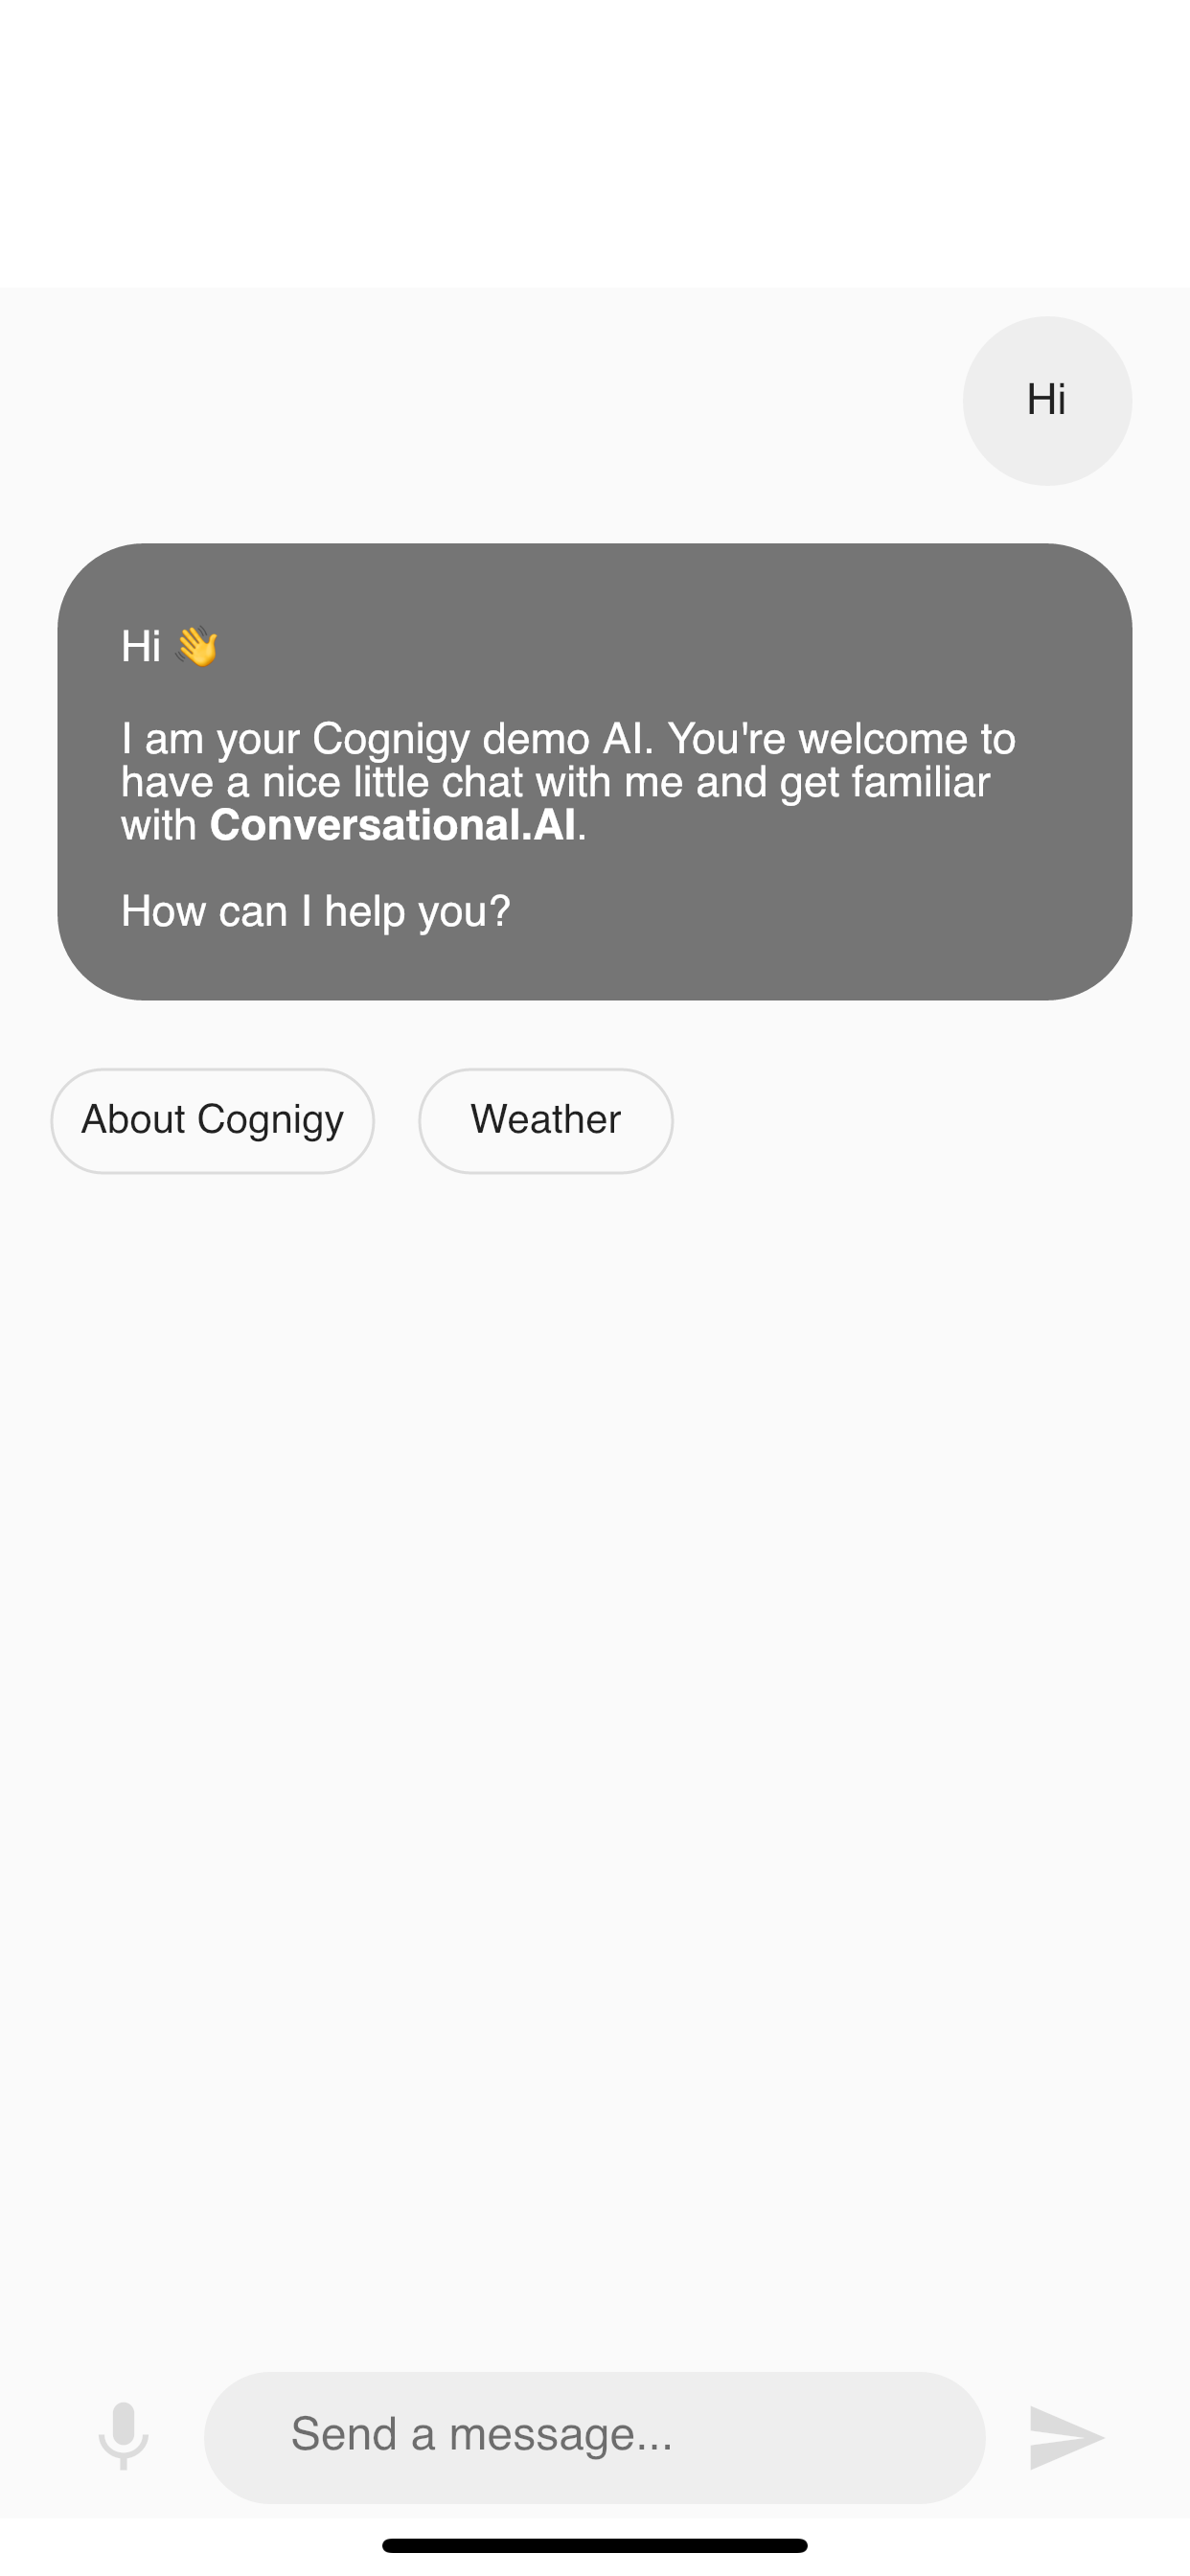 Hi
Hi 👋
I am your Cognigy demo AI. You're welcome to
have a nice little chat with me and get familiar
with Conversational.AI.
How can I help you?
About Cognigy
Weather
Send a message...